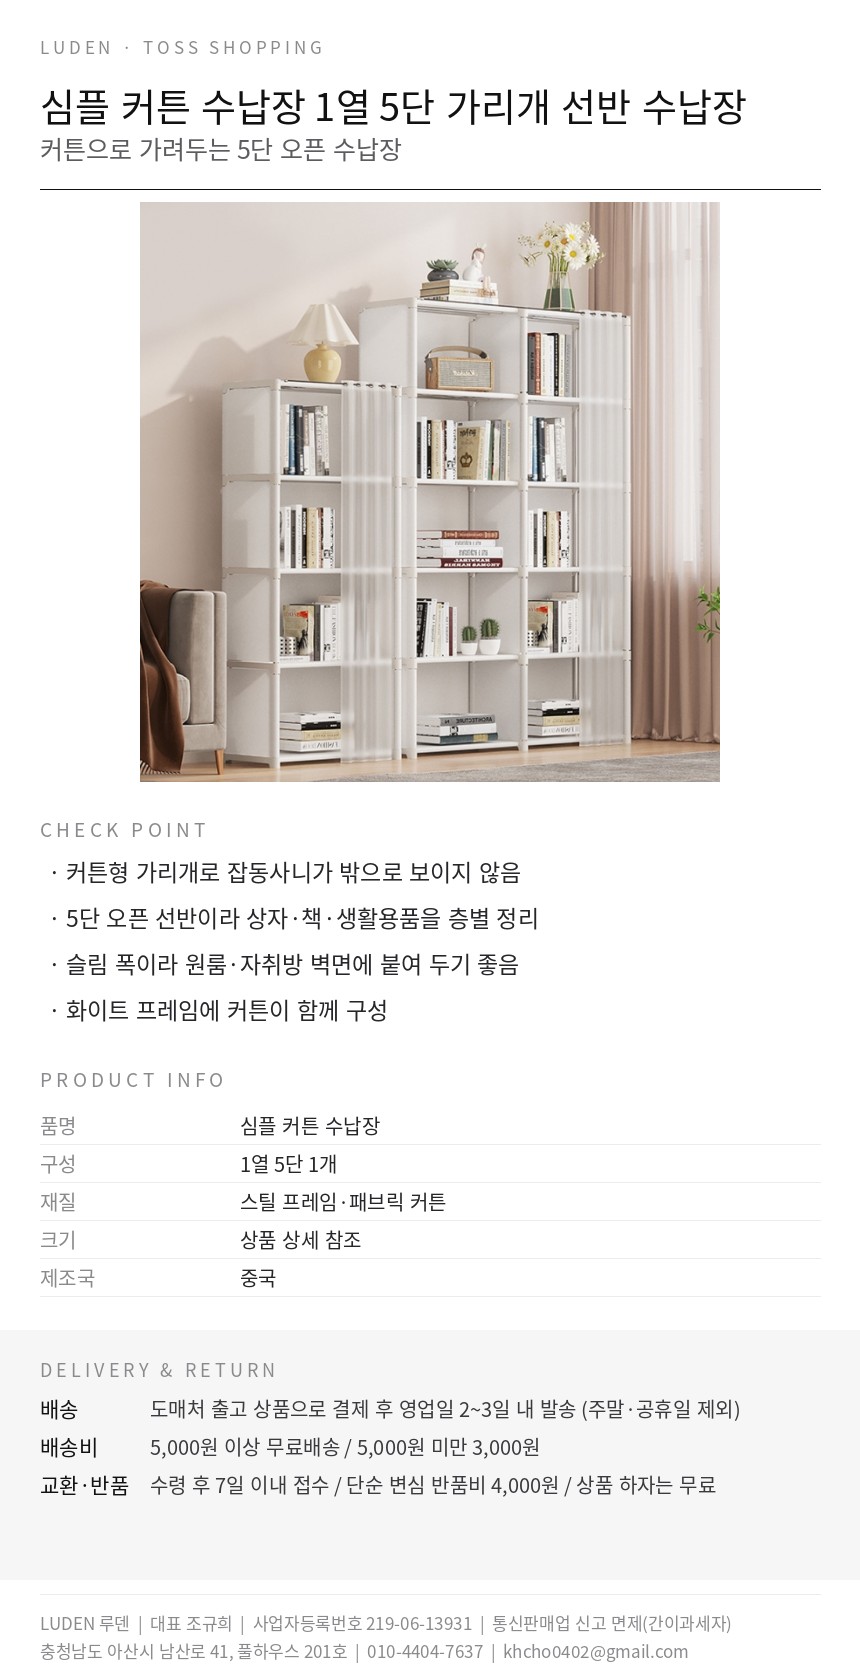 LUDEN · TOSS SHOPPING
심플 커튼 수납장 1열 5단 가리개 선반 수납장
커튼으로 가려두는 5단 오픈 수납장
CHECK POINT
· 커튼형 가리개로 잡동사니가 밖으로 보이지 않음
· 5단 오픈 선반이라 상자·책·생활용품을 층별 정리
· 슬림 폭이라 원룸·자취방 벽면에 붙여 두기 좋음
· 화이트 프레임에 커튼이 함께 구성
PRODUCT INFO
품명 심플 커튼 수납장
구성 1열 5단 1개
재질 스틸 프레임·패브릭 커튼
크기 상품 상세 참조
제조국 중국
DELIVERY & RETURN
배송 도매처 출고 상품으로 결제 후 영업일 2~3일 내 발송 (주말·공휴일 제외)
배송비 5,000원 이상 무료배송 / 5,000원 미만 3,000원
교환·반품 수령 후 7일 이내 접수 / 단순 변심 반품비 4,000원 / 상품 하자는 무료
LUDEN 루덴 | 대표 조규희 | 사업자등록번호 219-06-13931 | 통신판매업 신고 면제(간이과세자)
충청남도 아산시 남산로 41, 풀하우스 201호 | 010-4404-7637 | khcho0402@gmail.com